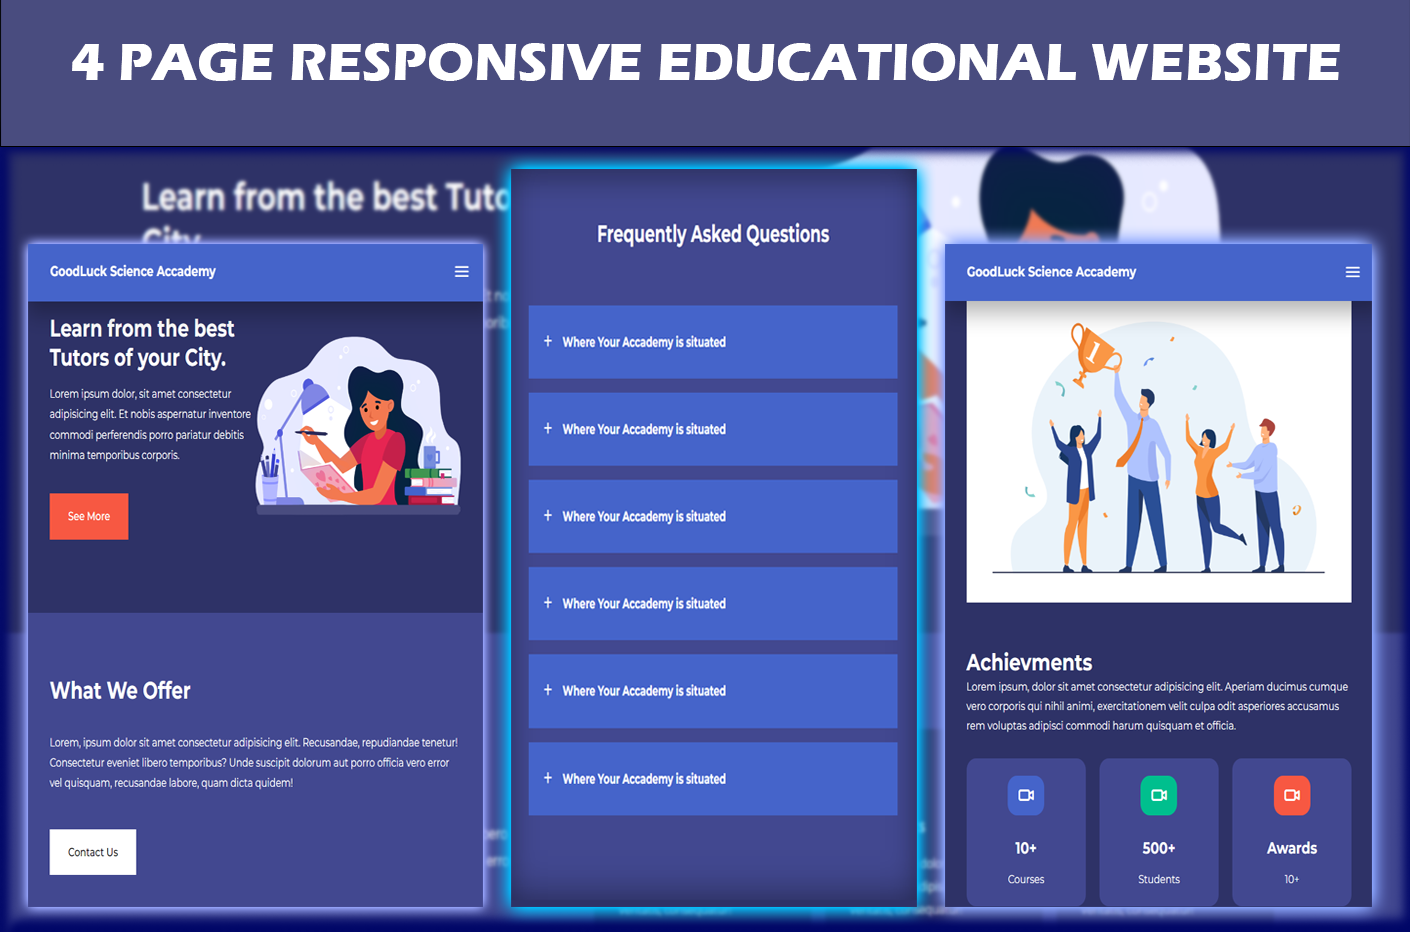 4 PAGE RESPONSIVE EDUCATIONAL WEBSITE
Learn from the best Tuto
City
GoodLuck Science Accademy
Learn from the best
Tutors of your City.
Lorem ipsum dolor, sit amet consectetur
adipisicing elit. Et nobis aspernatur inventore
commodi perferendis porro pariatur debitis
minima temporibus corporis.
See More
What We Offer
Lorem, ipsum dolor sit amet consectetur adipisicing elit. Recusandae, repudiandae tenetur!
Consectetur eveniet libero temporibus? Unde suscipit dolorum aut porro officia vero error
vel quisquam, recusandae labore, quam dicta quidem!
Contact Us
Frequently Asked Questions
+ Where Your Accademy is situated
+ Where Your Accademy is situated
+ Where Your Accademy is situated
+ Where Your Accademy is situated
+ Where Your Accademy is situated
+ Where Your Accademy is situated
GoodLuck Science Accademy
1
Achievments
Lorem ipsum, dolor sit amet consectetur adipisicing elit. Aperiam ducimus cumque
vero corporis qui nihil animi, exercitationem velit culpa odit asperiores accusamus
rem voluptas adipisci commodi harum quisquam et officia.
10+
Courses
500+
Students
Awards
10+